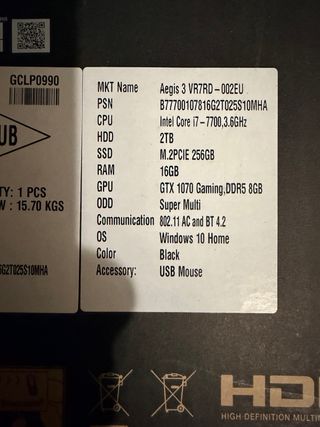 GCLP0990
UB
TY: 1 PCS
W : 15.70 KGS
6G2T025S10MHA
MKT Name Aegis 3 VR7RD-002EU
PSN B77700107816G2T025S10MHA
CPU Intel Core i7-7700,3.6GHz
HDD 2TB
SSD M.2PCIE 256GB
RAM 16GB
GPU GTX 1070 Gaming,DDR5 8GB
ODD Super Multi
Communication 802.11 AC and BT 4.2
OS Windows 10 Home
Color Black
Accessory: USB Mouse
HD
HIGH-DEFINITION MULTIM